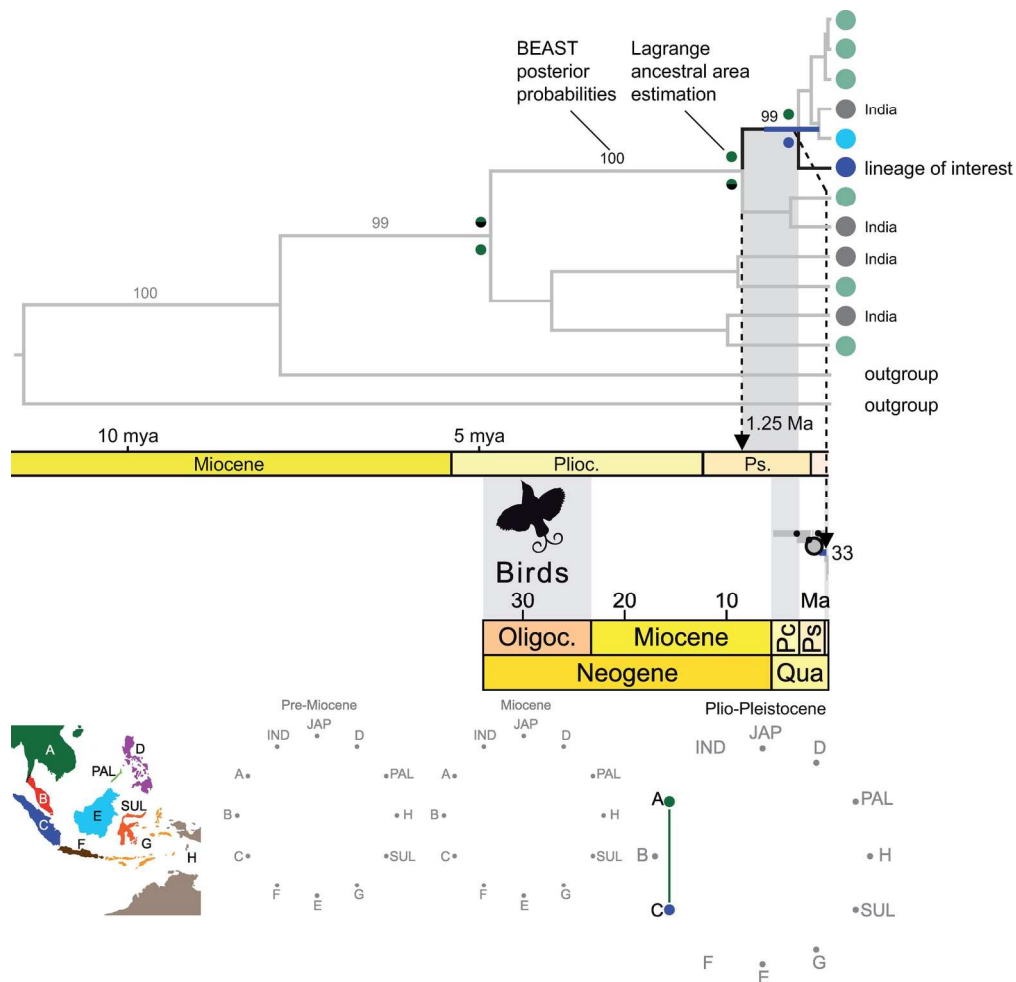 BEAST
posterior
probabilities
Lagrange
ancestral area
estimation
99
India
100
lineage of interest
99
India
India
100
India
outgroup
outgroup
10 mya
5 mya
1.25 Ma
Miocene
Plioc.
Ps.
33
Birds
30
20
10
Ma
Oligoc.
Miocene
Pc
Ps
Neogene
Qua
A
B
C
D
PAL
E
SUL
F
G
H
Pre-Miocene
JAP
IND
D
A
PAL
B
H
C
SUL
F
E
G
Miocene
JAP
IND
D
A
PAL
B
H
C
SUL
F
E
G
Plio-Pleistocene
JAP
IND
D
A
PAL
B
H
C
SUL
F
E
G